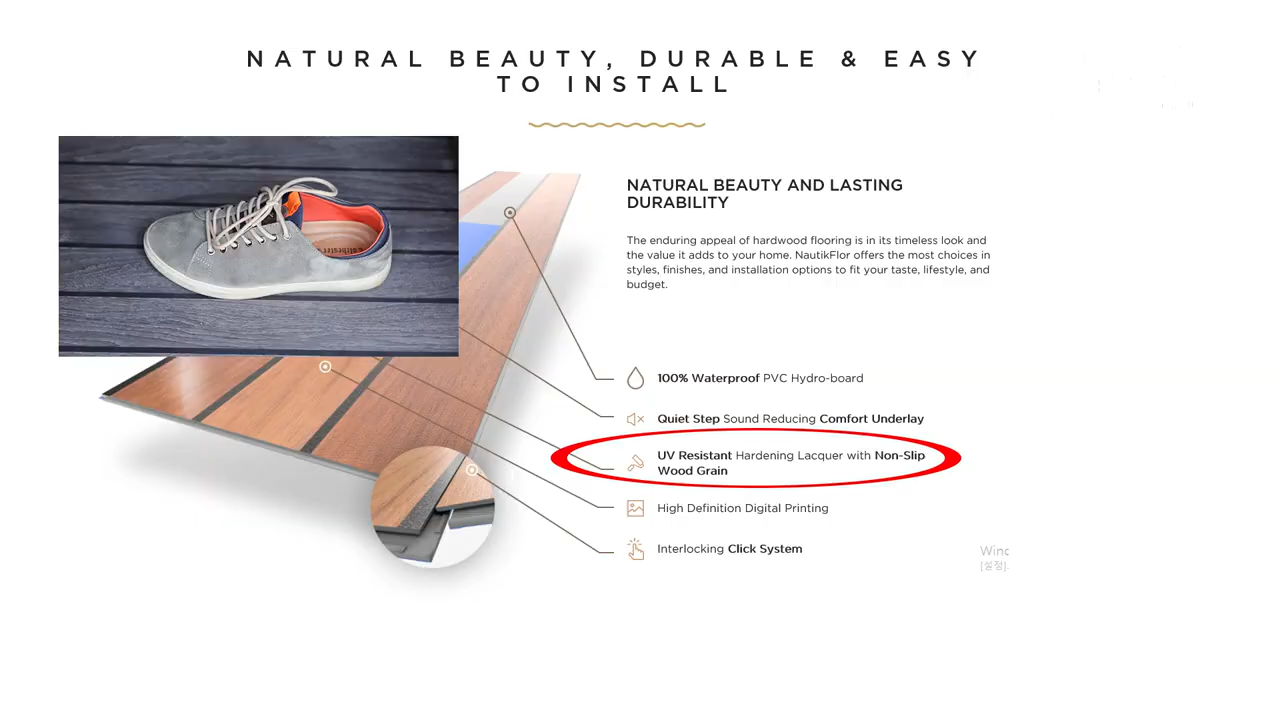 NATURAL BEAUTY, DURABLE & EASY
TO INSTALL
NATURAL BEAUTY AND LASTING
DURABILITY
The enduring appeal of hardwood flooring is in its timeless look and
the value it adds to your home. NautikFlor offers the most choices in
styles, finishes, and installation options to fit your taste, lifestyle, and
budget.
100% Waterproof PVC Hydro-board
Quiet Step Sound Reducing Comfort Underlay
UV Resistant Hardening Lacquer with Non-Slip
Wood Grain
High Definition Digital Printing
Interlocking Click System
Winc
[설정]